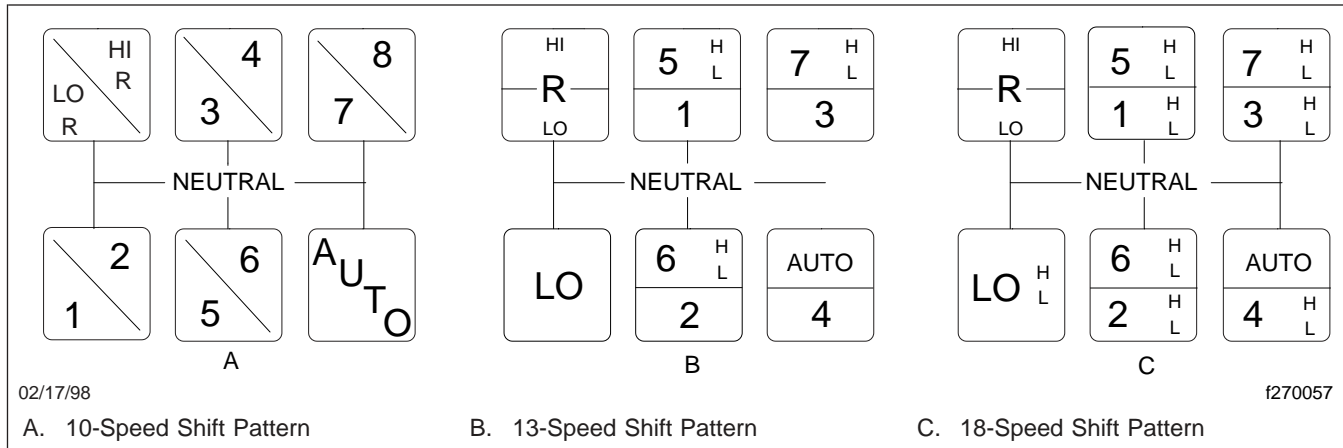 HI
R
LO
R
4
3
8
7
NEUTRAL
2
1
6
5
AUTO
A
HI
R
LO
5 H
L
1
7 H
L
3
NEUTRAL
LO
6 H
L
2
AUTO
4
B
HI
R
LO
5 H
L
1 H
L
7 H
L
3 H
L
NEUTRAL
LO H
L
6 H
L
2 H
L
AUTO
4 H
L
C
02/17/98
f270057
A. 10-Speed Shift Pattern
B. 13-Speed Shift Pattern
C. 18-Speed Shift Pattern